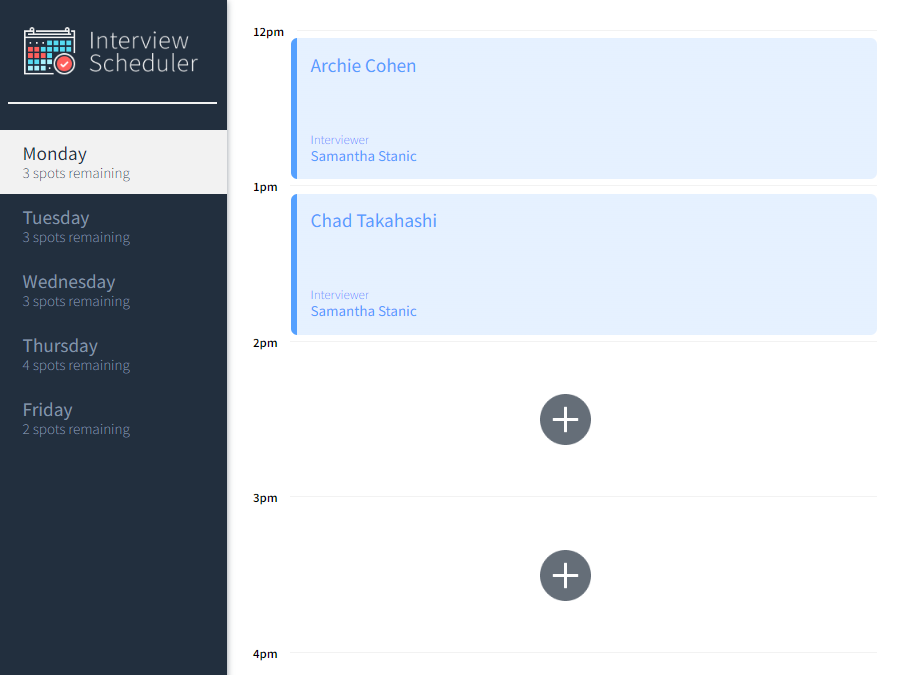 Interview
Scheduler
Monday
3 spots remaining
Tuesday
3 spots remaining
Wednesday
3 spots remaining
Thursday
4 spots remaining
Friday
2 spots remaining
12pm
Archie Cohen
Interviewer
Samantha Stanic
1pm
Chad Takahashi
Interviewer
Samantha Stanic
2pm
3pm
4pm